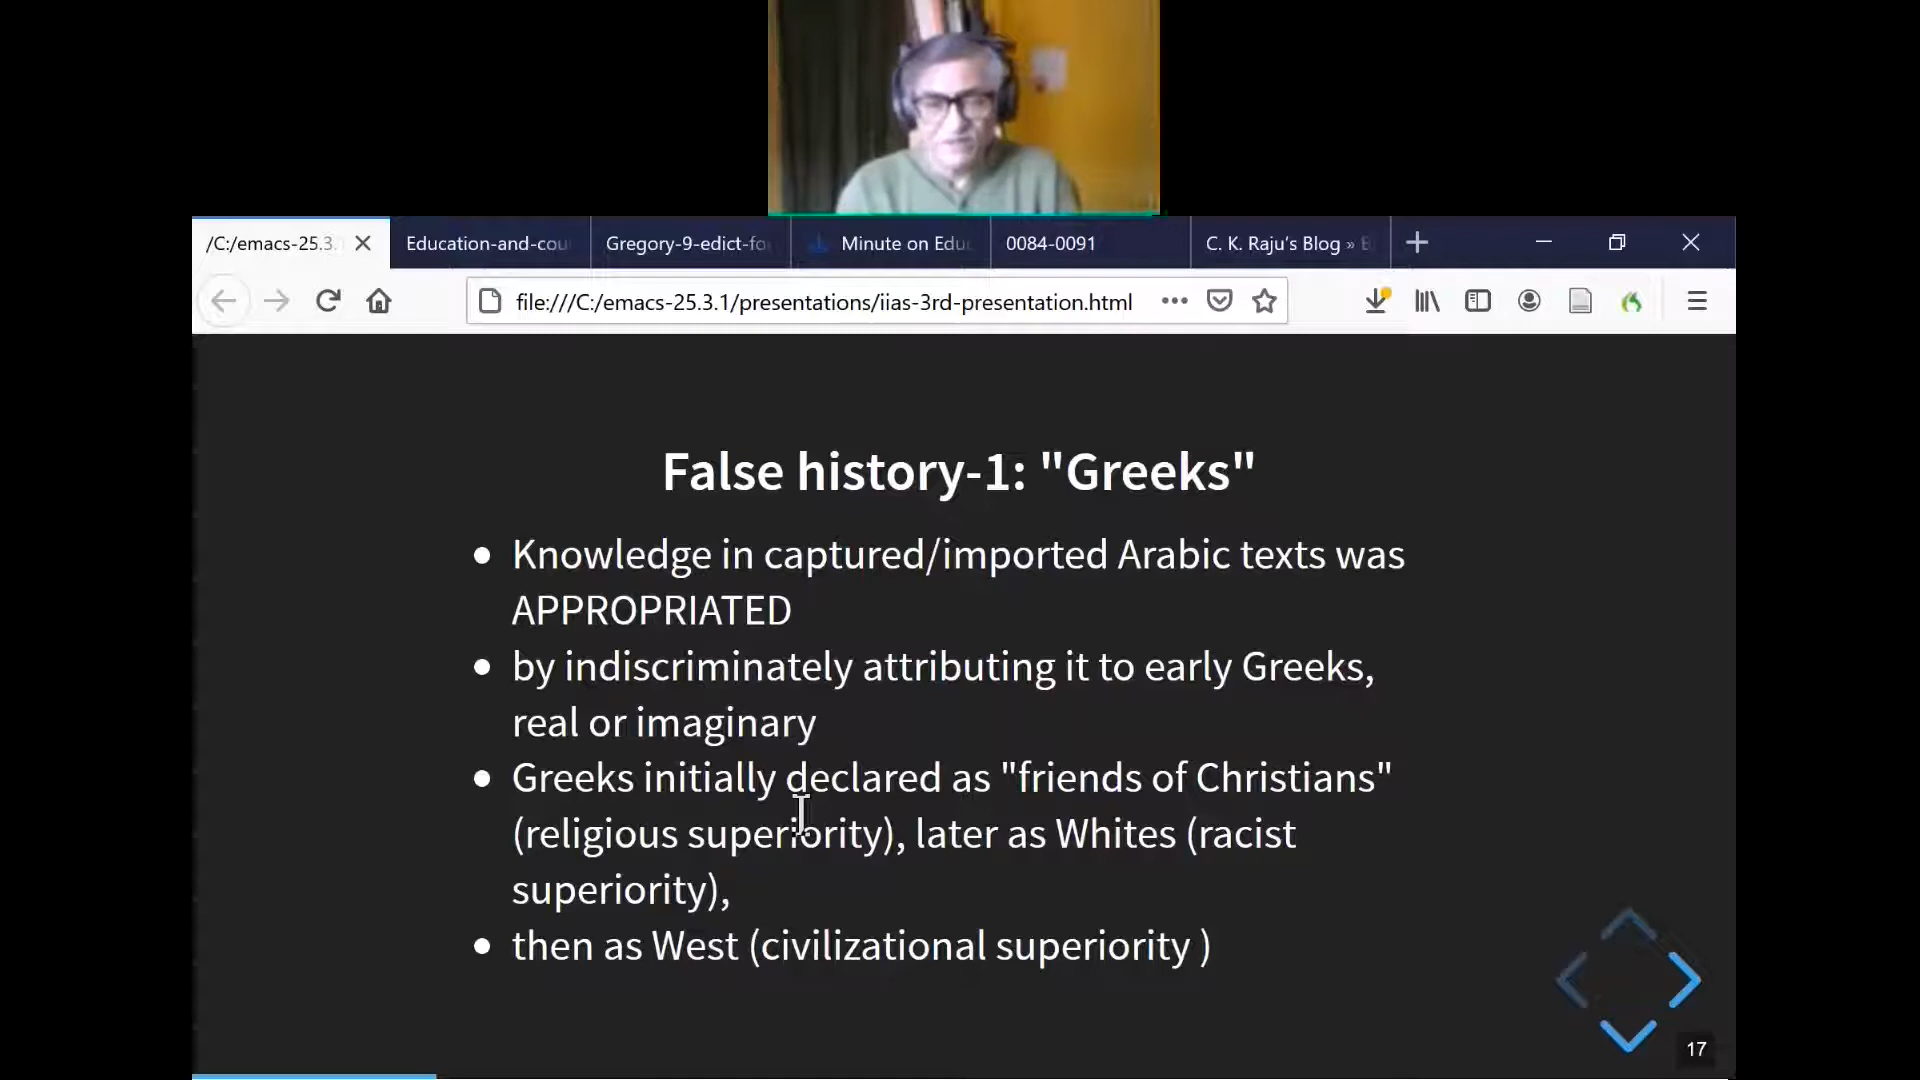 /C:/emacs-25.3.
Education-and-cou
Gregory-9-edict-fo
Minute on Edu
0084-0091
C. K. Raju's Blog »
file:///C:/emacs-25.3.1/presentations/iias-3rd-presentation.html
False history-1: "Greeks"
• Knowledge in captured/imported Arabic texts was
APPROPRIATED
• by indiscriminately attributing it to early Greeks,
real or imaginary
• Greeks initially declared as "friends of Christians"
(religious superiority), later as Whites (racist
superiority),
• then as West (civilizational superiority )
17